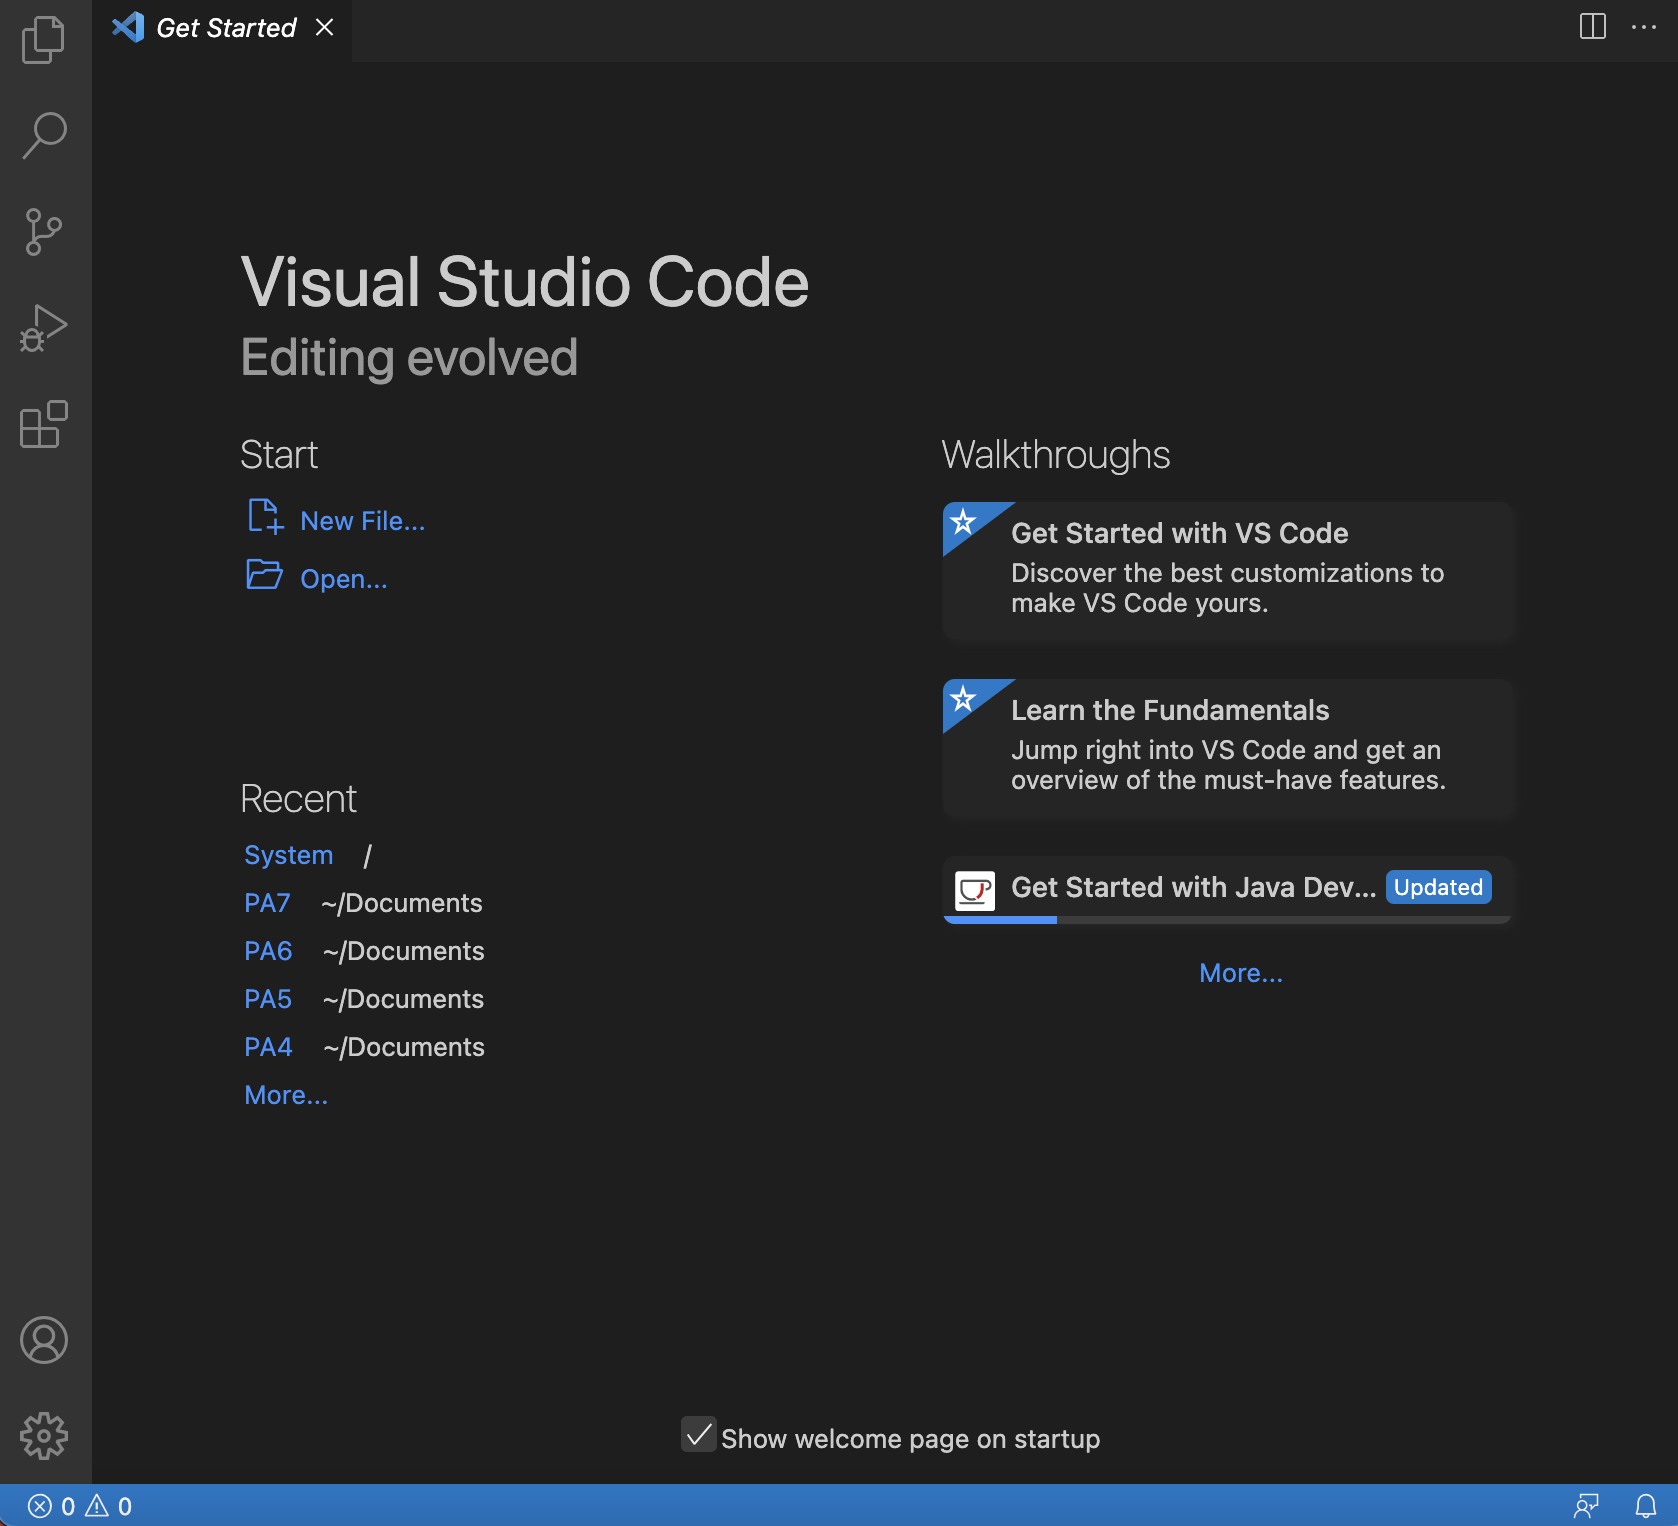 Get Started
Visual Studio Code
Editing evolved
Start
New File...
Open...
Recent
System /
PA7 ~/Documents
PA6 ~/Documents
PA5 ~/Documents
PA4 ~/Documents
More...
Walkthroughs
Get Started with VS Code
Discover the best customizations to
make VS Code yours.
Learn the Fundamentals
Jump right into VS Code and get an
overview of the must-have features.
Get Started with Java Dev... Updated
More...
Show welcome page on startup
0 0